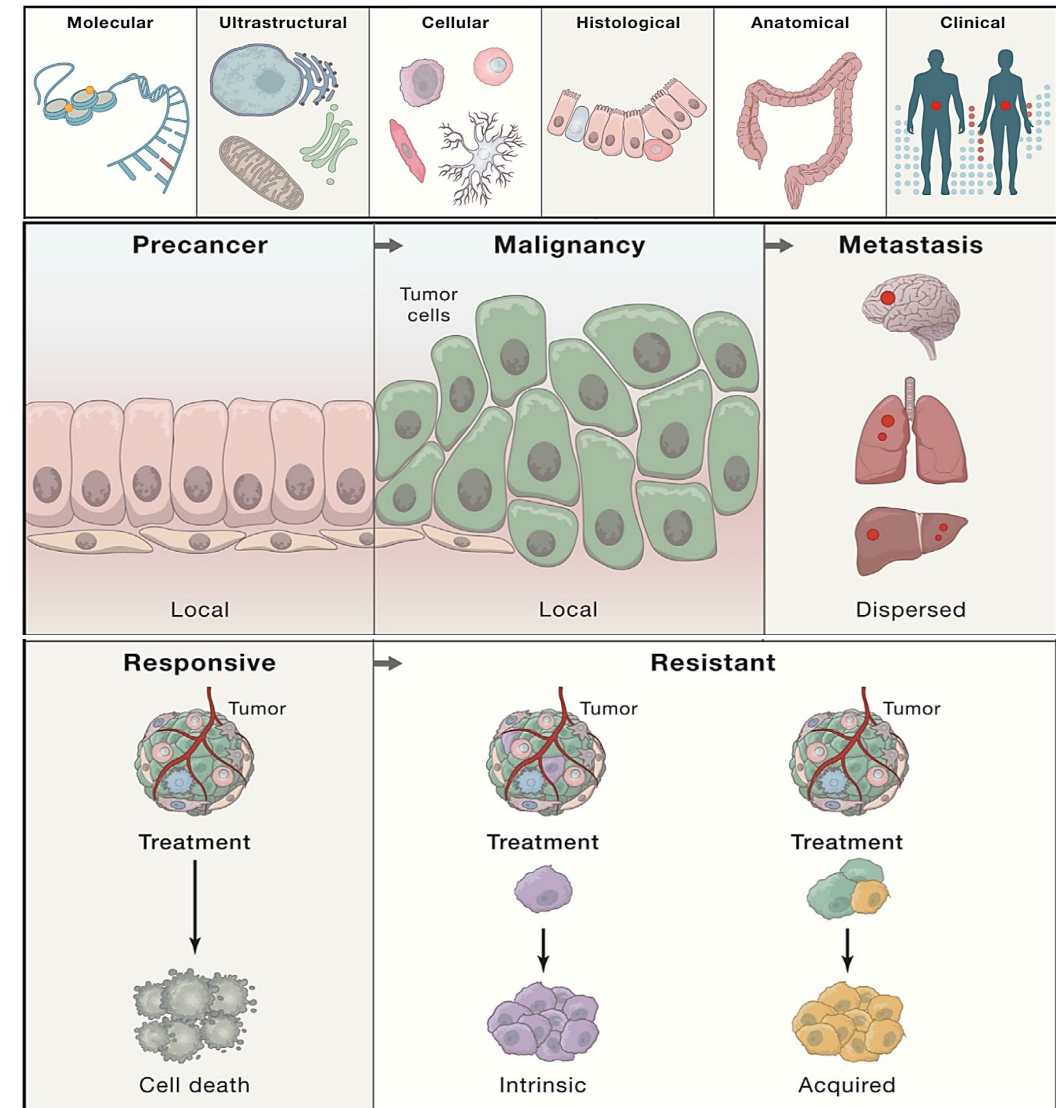 Molecular
Ultrastructural
Cellular
Histological
Anatomical
Clinical
Precancer
Malignancy
Metastasis
Tumor
cells
Local
Local
Dispersed
Responsive
Resistant
Tumor
Tumor
Tumor
Treatment
Treatment
Treatment
Cell death
Intrinsic
Acquired